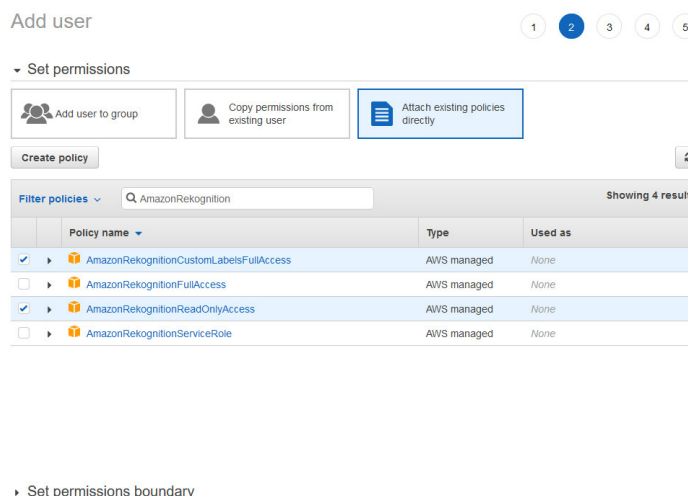 Add user
1 2 3 4 5
Set permissions
Add user to group
Copy permissions from
existing user
Attach existing policies
directly
Create policy
Filter policies
AmazonRekognition
Showing 4 result
Policy name
Type
Used as
AmazonRekognitionCustomLabelsFullAccess AWS managed None
AmazonRekognitionFullAccess AWS managed None
AmazonRekognitionReadOnlyAccess AWS managed None
AmazonRekognitionServiceRole AWS managed None
Set permissions boundary